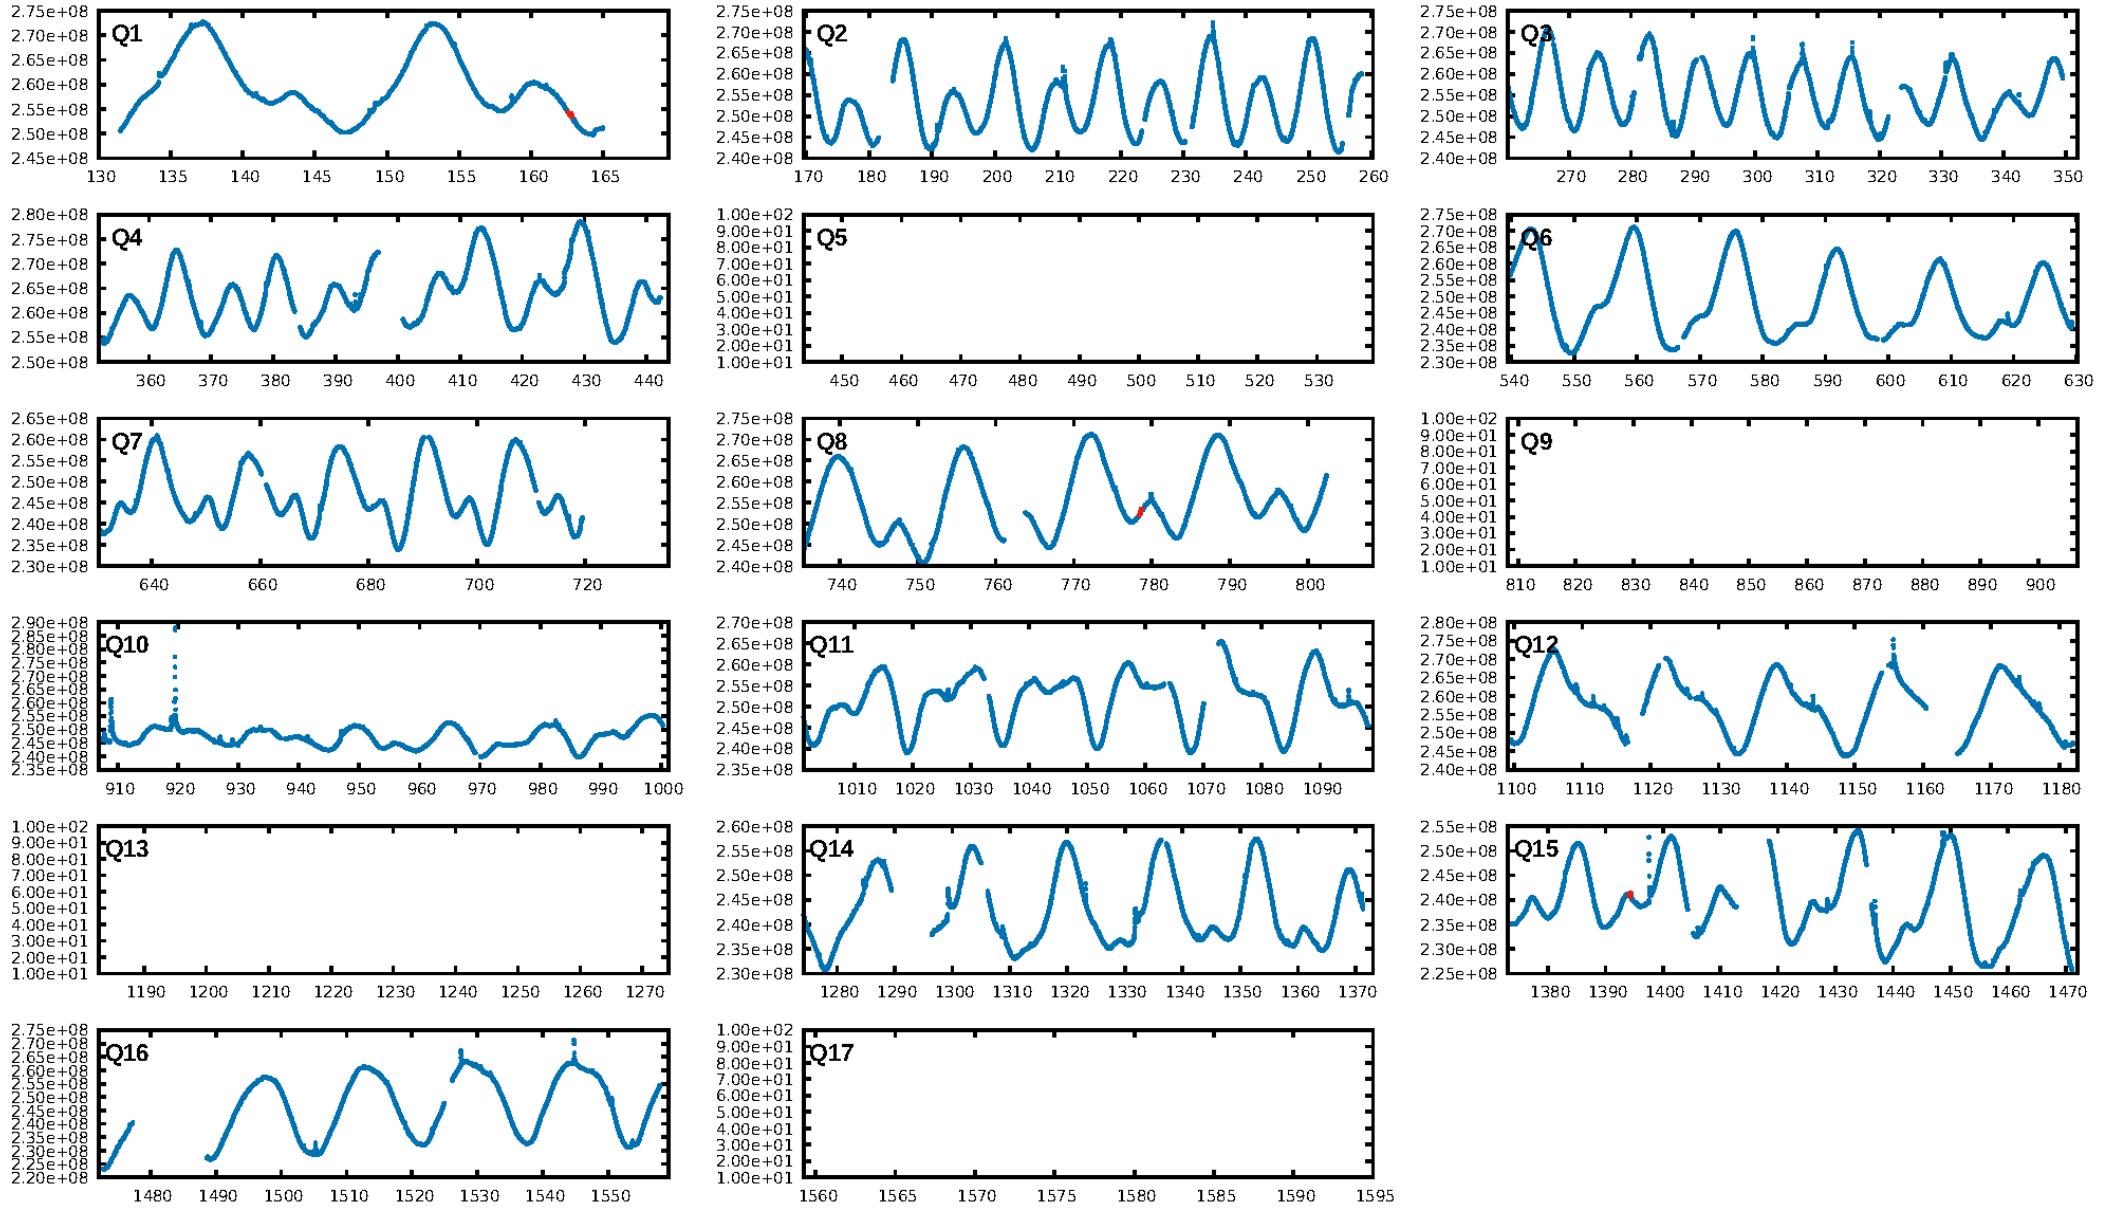 2.75e+08 2.70e+08 2.65e+08 2.60e+08 2.55e+08 2.50e+08 2.45e+08
Q1
130 135 140 145 150 155 160 165
2.75e+08 2.70e+08 2.65e+08 2.60e+08 2.55e+08 2.50e+08 2.45e+08 2.40e+08
Q2
170 180 190 200 210 220 230 240 250 260
2.75e+08 2.70e+08 2.65e+08 2.60e+08 2.55e+08 2.50e+08 2.45e+08 2.40e+08
Q3
270 280 290 300 310 320 330 340 350
2.80e+08 2.75e+08 2.70e+08 2.65e+08 2.60e+08 2.55e+08 2.50e+08
Q4
360 370 380 390 400 410 420 430 440
1.00e+02 9.00e+01 8.00e+01 7.00e+01 6.00e+01 5.00e+01 4.00e+01 3.00e+01 2.00e+01 1.00e+01
Q5
450 460 470 480 490 500 510 520 530
2.75e+08 2.70e+08 2.65e+08 2.60e+08 2.55e+08 2.50e+08 2.45e+08 2.40e+08 2.35e+08 2.30e+08
Q6
540 550 560 570 580 590 600 610 620 630
2.65e+08 2.60e+08 2.55e+08 2.50e+08 2.45e+08 2.40e+08 2.35e+08 2.30e+08
Q7
640 660 680 700 720
2.75e+08 2.70e+08 2.65e+08 2.60e+08 2.55e+08 2.50e+08 2.45e+08 2.40e+08
Q8
740 750 760 770 780 790 800
1.00e+02 9.00e+01 8.00e+01 7.00e+01 6.00e+01 5.00e+01 4.00e+01 3.00e+01 2.00e+01 1.00e+01
Q9
810 820 830 840 850 860 870 880 890 900
2.90e+08 2.85e+08 2.80e+08 2.75e+08 2.70e+08 2.65e+08 2.60e+08 2.55e+08 2.50e+08 2.45e+08 2.40e+08 2.35e+08
Q10
910 920 930 940 950 960 970 980 990 1000
2.70e+08 2.65e+08 2.60e+08 2.55e+08 2.50e+08 2.45e+08 2.40e+08 2.35e+08
Q11
1010 1020 1030 1040 1050 1060 1070 1080 1090
2.80e+08 2.75e+08 2.70e+08 2.65e+08 2.60e+08 2.55e+08 2.50e+08 2.45e+08 2.40e+08
Q12
1100 1110 1120 1130 1140 1150 1160 1170 1180
1.00e+02 9.00e+01 8.00e+01 7.00e+01 6.00e+01 5.00e+01 4.00e+01 3.00e+01 2.00e+01 1.00e+01
Q13
1190 1200 1210 1220 1230 1240 1250 1260 1270
2.60e+08 2.55e+08 2.50e+08 2.45e+08 2.40e+08 2.35e+08 2.30e+08
Q14
1280 1290 1300 1310 1320 1330 1340 1350 1360 1370
2.55e+08 2.50e+08 2.45e+08 2.40e+08 2.35e+08 2.30e+08 2.25e+08
Q15
1380 1390 1400 1410 1420 1430 1440 1450 1460 1470
2.75e+08 2.70e+08 2.65e+08 2.60e+08 2.55e+08 2.50e+08 2.45e+08 2.40e+08 2.35e+08 2.30e+08 2.25e+08 2.20e+08
Q16
1480 1490 1500 1510 1520 1530 1540 1550
1.00e+02 9.00e+01 8.00e+01 7.00e+01 6.00e+01 5.00e+01 4.00e+01 3.00e+01 2.00e+01 1.00e+01
Q17
1560 1565 1570 1575 1580 1585 1590 1595